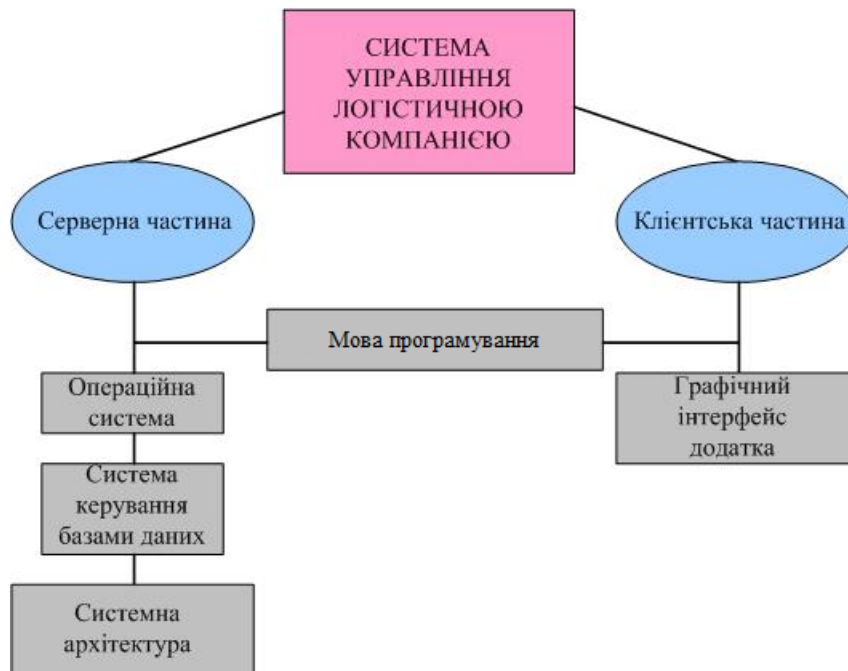 СИСТЕМА
УПРАВЛІННЯ
ЛОГІСТИЧНОЮ
КОМПАНІЄЮ
Серверна частина
Клієнтська частина
Мова програмування
Операційна
система
Графічний
інтерфейс
додатка
Система
керування
базами даних
Системна
архітектура